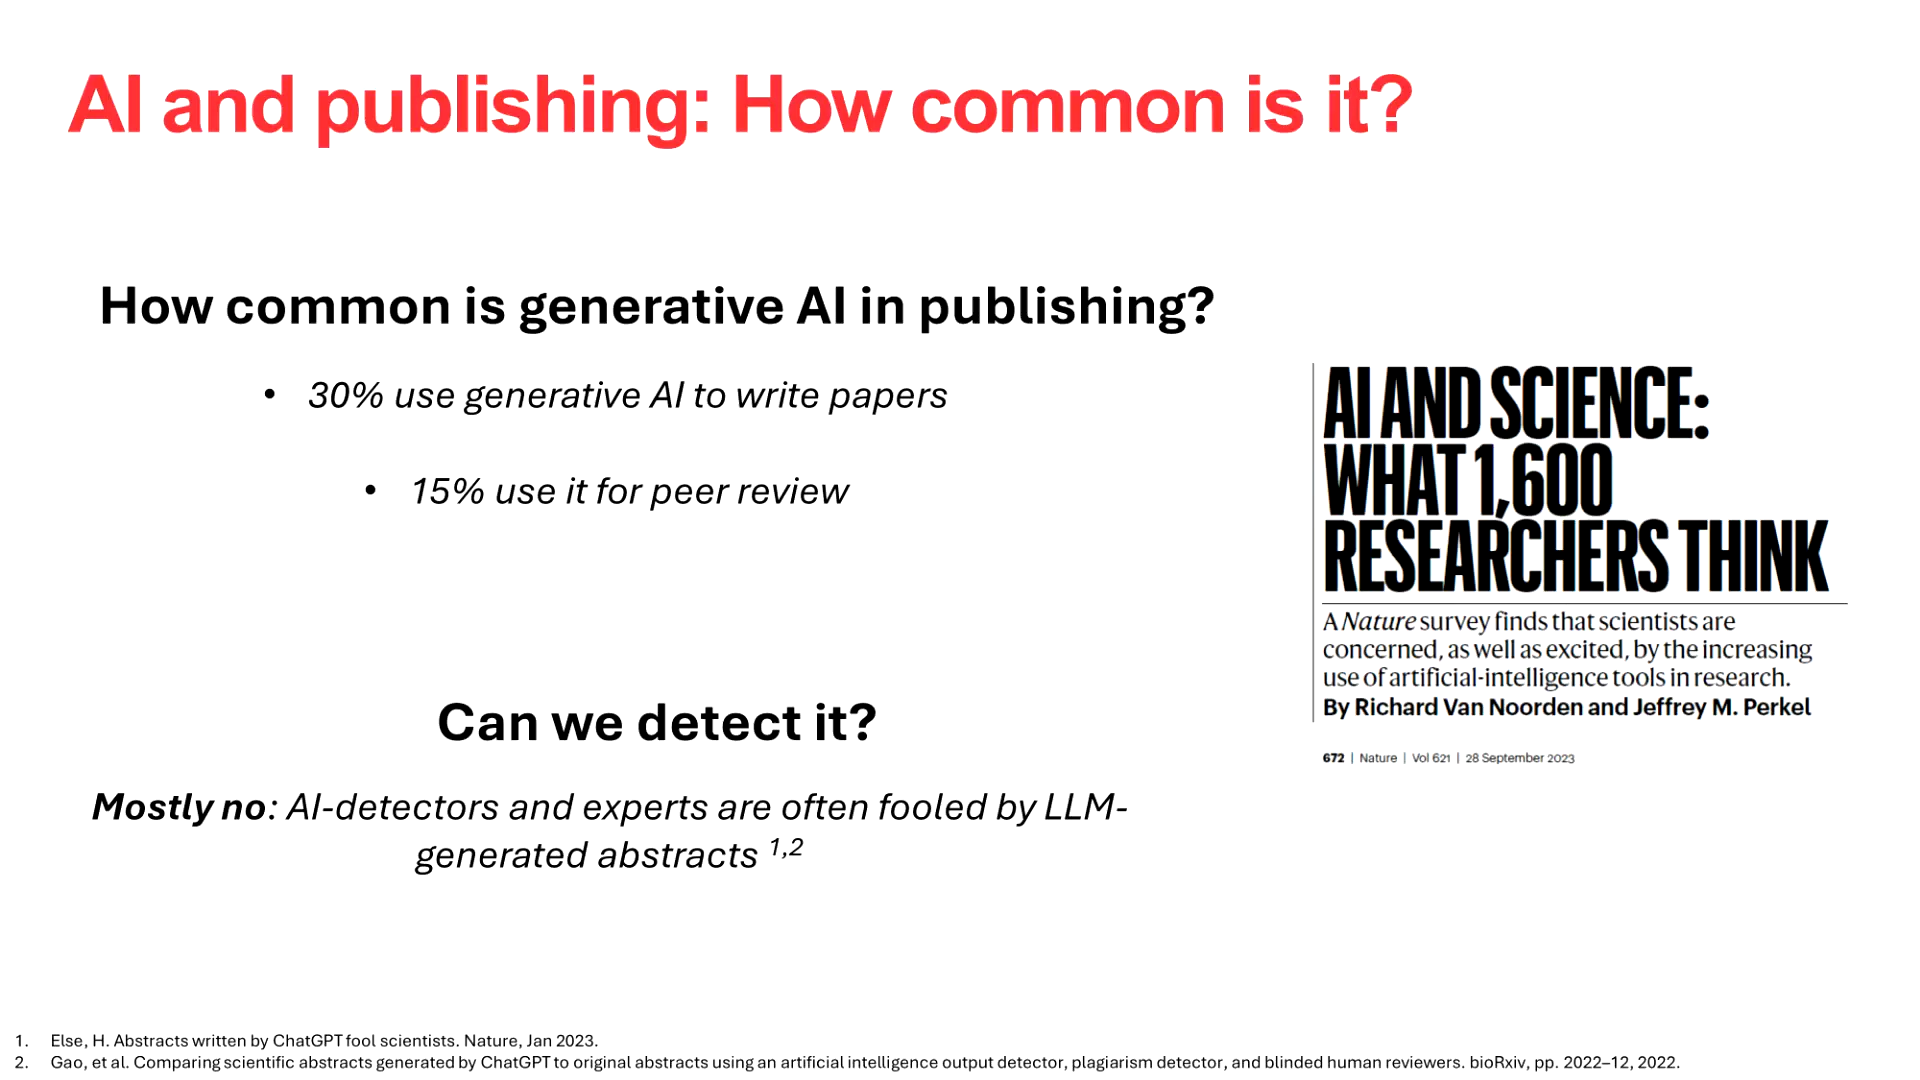 AI and publishing: How common is it?
How common is generative AI in publishing?
• 30% use generative AI to write papers
• 15% use it for peer review
Can we detect it?
Mostly no: AI-detectors and experts are often fooled by LLM-
generated abstracts 1,2
AI AND SCIENCE:
WHAT 1,600
RESEARCHERS THINK
A Nature survey finds that scientists are
concerned, as well as excited, by the increasing
use of artificial-intelligence tools in research.
By Richard Van Noorden and Jeffrey M. Perkel
672 | Nature | Vol 621 | 28 September 2023
1. Else, H. Abstracts written by ChatGPT fool scientists. Nature, Jan 2023.
2. Gao, et al. Comparing scientific abstracts generated by ChatGPT to original abstracts using an artificial intelligence output detector, plagiarism detector, and blinded human reviewers. bioRxiv, pp. 2022–12, 2022.